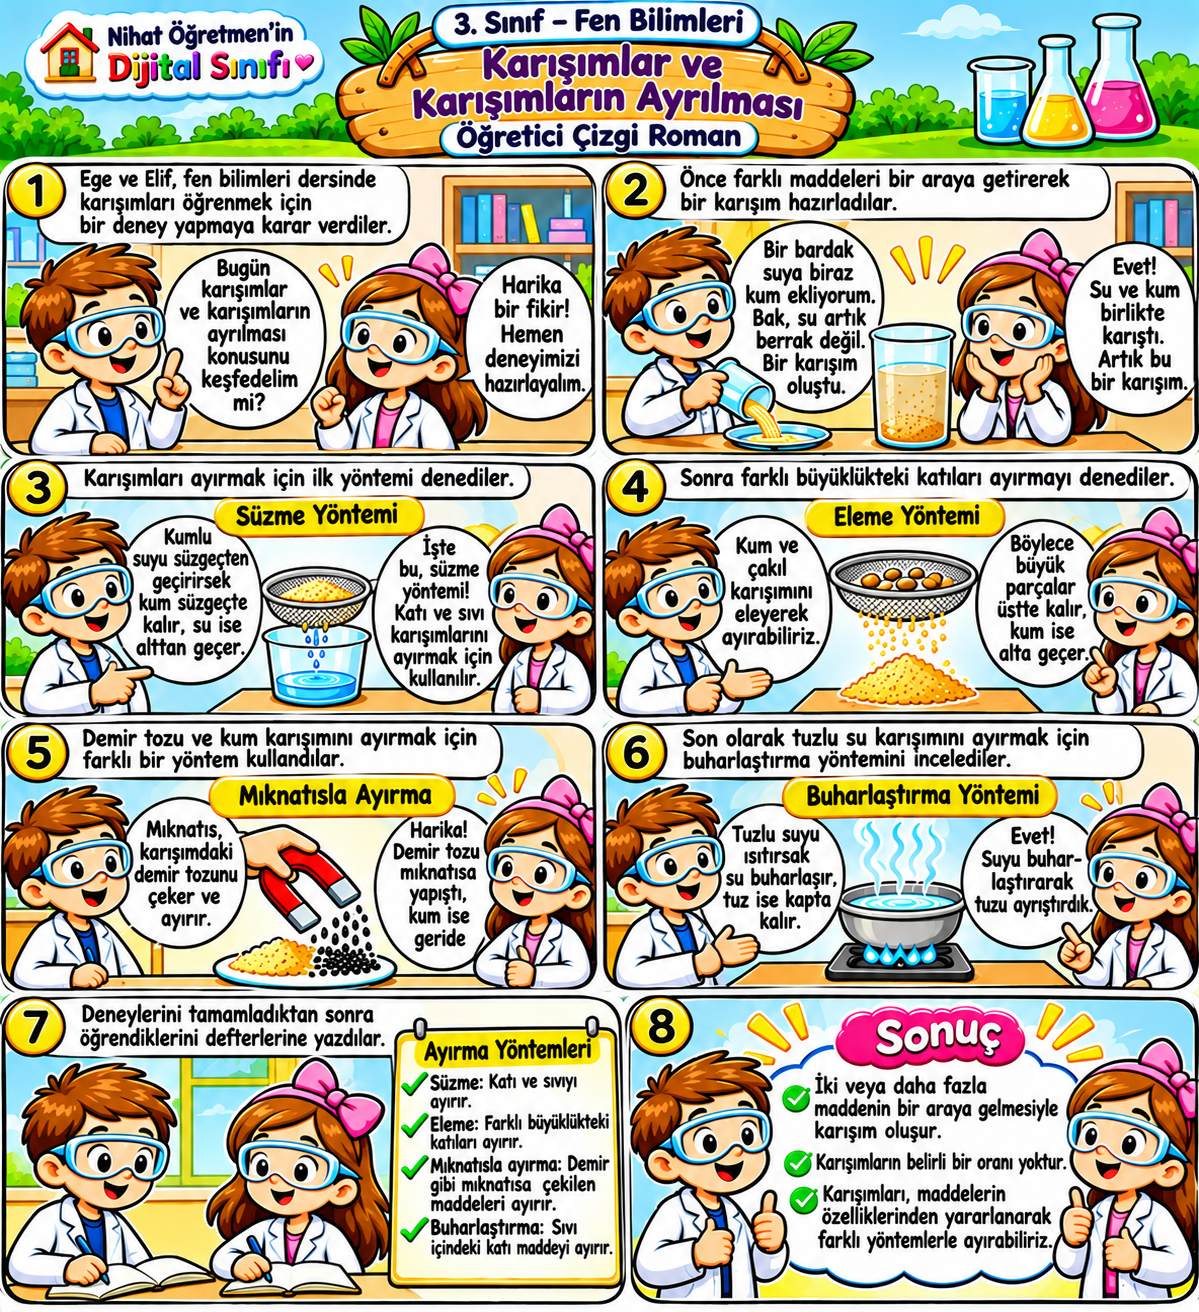 Nihat Öğretmen'in
Dijital Sınıfı
3. Sınıf – Fen Bilimleri
Karışımlar ve
Karışımların Ayrılması
Öğretici Çizgi Roman
1
Ege ve Elif, fen bilimleri dersinde
karışımları öğrenmek için
bir deney yapmaya karar verdiler.
Bugün
karışımlar
ve karışımların
ayrılması
konusunu
keşfedelim
mi?
Harika
bir fikir!
Hemen
deneyimizi
hazırlayalım.
2
Önce farklı maddeleri bir araya getirerek
bir karışım hazırladılar.
Bir bardak
suya biraz
kum ekliyorum.
Bak, su artık
berrak değil.
Bir karışım
oluştu.
Evet!
Su ve kum
birlikte
karıştı.
Artık bu
bir karışım.
3
Karışımları ayırmak için ilk yöntemi denediler.
Süzme Yöntemi
Kumlu
suyu süzgeçten
geçirirsek
kum süzgeçte
kalır, su ise
alttan geçer.
İşte
bu, süzme
yöntemi!
Katı ve sıvı
karışımlarını
ayırmak için
kullanılır.
4
Sonra farklı büyüklükteki katıları ayırmayı denediler.
Eleme Yöntemi
Kum ve
çakıl
karışımını
eleyerek
ayırabiliriz.
Böylece
büyük
parçalar
üstte kalır,
kum ise
alta geçer.
5
Demir tozu ve kum karışımını ayırmak için
farklı bir yöntem kullandılar.
Mıknatısla Ayırma
Mıknatıs,
karışımdaki
demir tozunu
çeker ve
ayırır.
Harika!
Demir tozu
mıknatısa
yapıştı,
kum ise
geride
6
Son olarak tuzlu su karışımını ayırmak için
buharlaştırma yöntemini incelediler.
Buharlaştırma Yöntemi
Tuzlu suyu
ısıtırsak
su buharlaşır,
tuz ise kapta
kalır.
Evet!
Suyu buhar-
laştırarak
tuzu ayrıştırdık.
7
Deneylerini tamamladıktan sonra
öğrendiklerini defterlerine yazdılar.
Ayırma Yöntemleri
Süzme: Katı ve sıvıyı
ayırır.
Eleme: Farklı büyüklükteki
katıları ayırır.
Mıknatısla ayırma: Demir
gibi mıknatısa çekilen
maddeleri ayırır.
Buharlaştırma: Sıvı
içindeki katı maddeyi ayırır.
8
Sonuç
İki veya daha fazla
maddenin bir araya gelmesiyle
karışım oluşur.
Karışımların belirli bir oranı yoktur.
Karışımları, maddelerin
özelliklerinden yararlanarak
farklı yöntemlerle ayırabiliriz.